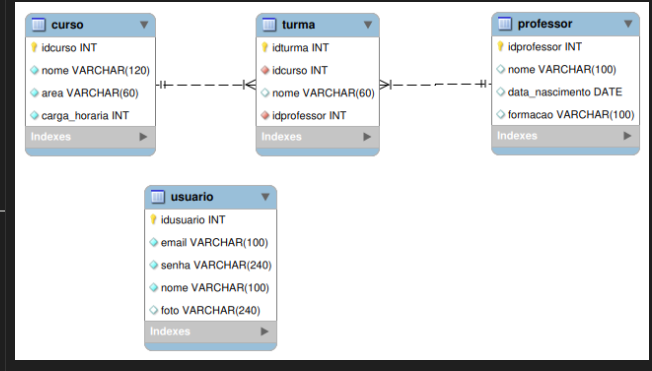 curso
idcurso INT
nome VARCHAR(120)
area VARCHAR(60)
carga_horaria INT
Indexes
turma
idturma INT
idcurso INT
nome VARCHAR(60)
idprofessor INT
Indexes
professor
idprofessor INT
nome VARCHAR(100)
data_nascimento DATE
formacao VARCHAR(100)
Indexes
usuario
idusuario INT
email VARCHAR(100)
senha VARCHAR(240)
nome VARCHAR(100)
foto VARCHAR(240)
Indexes